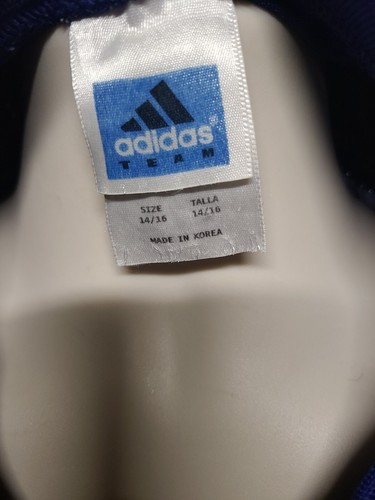 adidas®
TEAM
SIZE TALLA
14/16 14/16
MADE IN KOREA